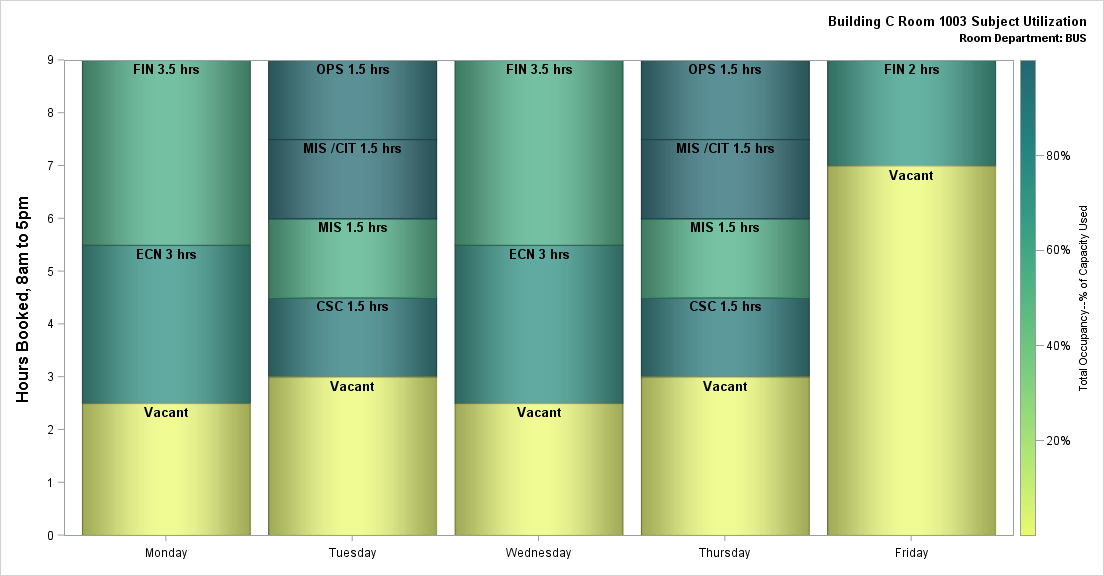 Building C Room 1003 Subject Utilization
Room Department: BUS
Hours Booked, 8am to 5pm
9
8
7
6
5
4
3
2
1
0
FIN 3.5 hrs
ECN 3 hrs
Vacant
Monday
OPS 1.5 hrs
MIS /CIT 1.5 hrs
MIS 1.5 hrs
CSC 1.5 hrs
Vacant
Tuesday
FIN 3.5 hrs
ECN 3 hrs
Vacant
Wednesday
OPS 1.5 hrs
MIS /CIT 1.5 hrs
MIS 1.5 hrs
CSC 1.5 hrs
Vacant
Thursday
FIN 2 hrs
Vacant
Friday
80%
60%
40%
20%
Total Occupancy--% of Capacity Used